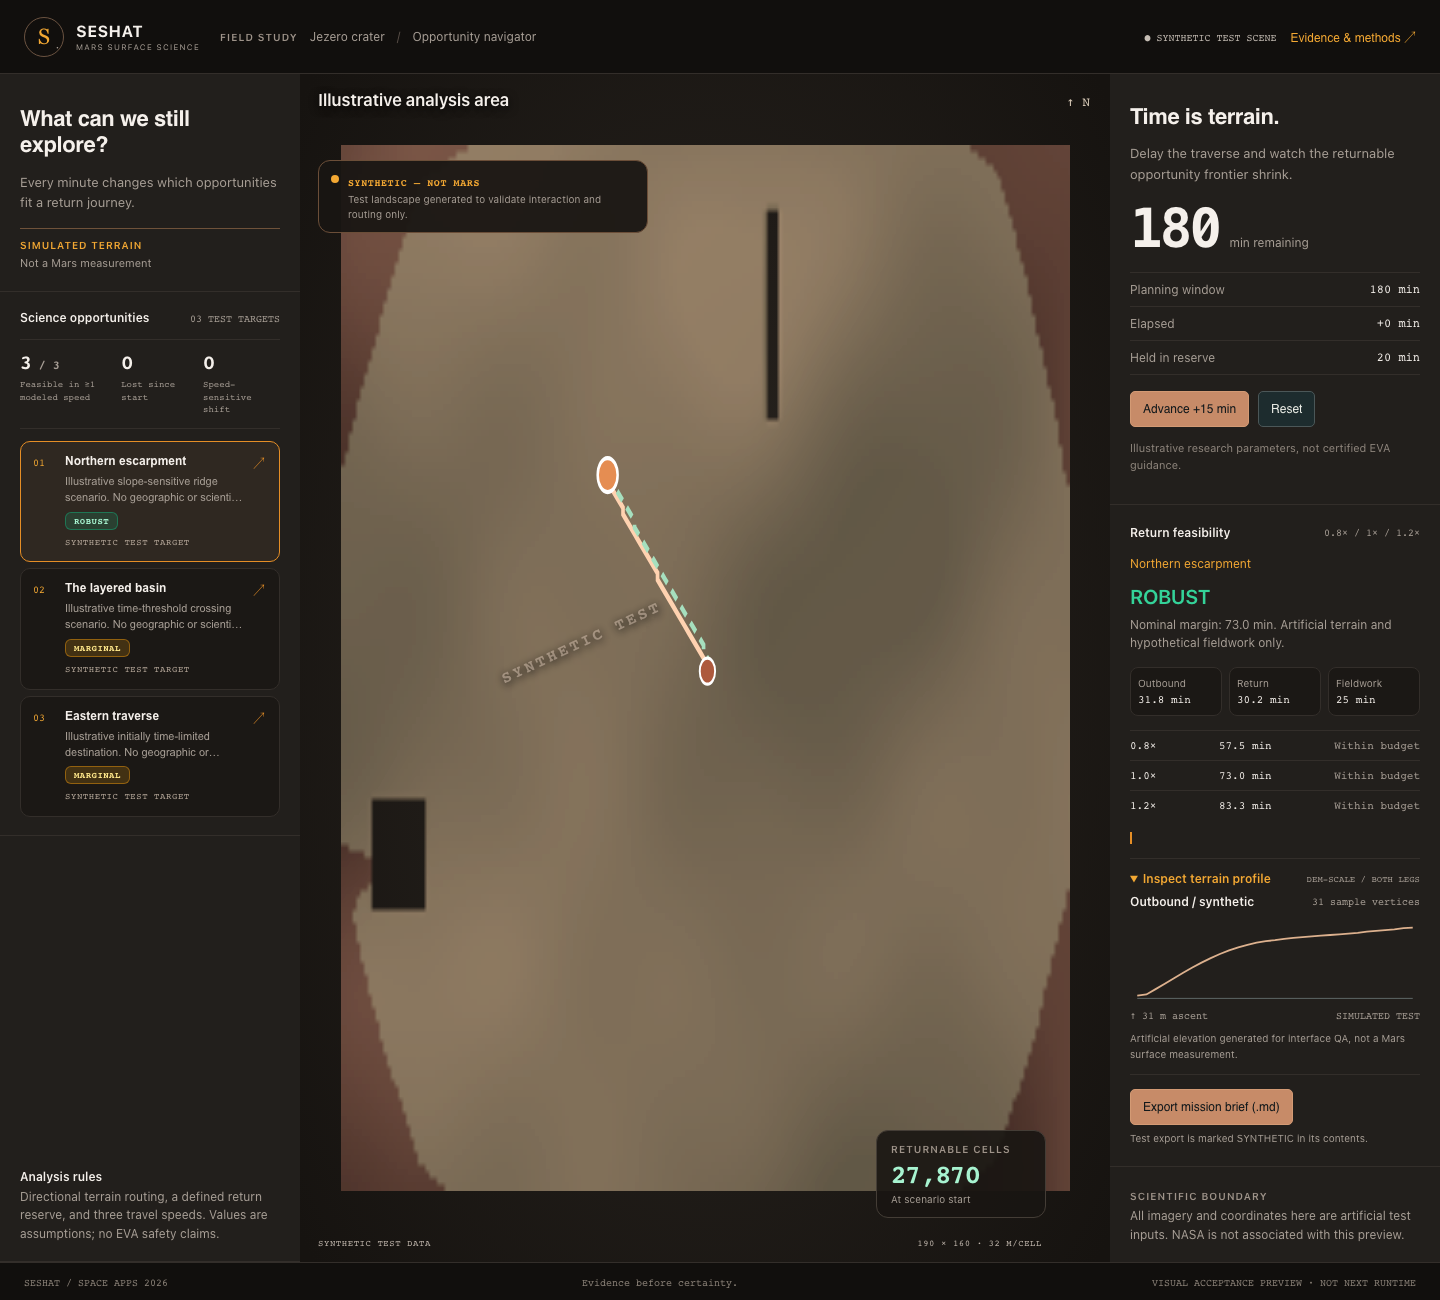 S
SESHAT
MARS SURFACE SCIENCE
FIELD STUDY Jezero crater / Opportunity navigator
● SYNTHETIC TEST SCENE Evidence & methods ↗
What can we still
explore?
Every minute changes which opportunities
fit a return journey.
SIMULATED TERRAIN
Not a Mars measurement
Science opportunities 03 TEST TARGETS
3 / 3 0 0
Feasible in ≥1 Lost since Speed-
modeled speed start sensitive
shift
01 Northern escarpment ↗
Illustrative slope-sensitive ridge
scenario. No geographic or scienti...
ROBUST
SYNTHETIC TEST TARGET
02 The layered basin ↗
Illustrative time-threshold crossing
scenario. No geographic or scienti...
MARGINAL
SYNTHETIC TEST TARGET
03 Eastern traverse ↗
Illustrative initially time-limited
destination. No geographic or...
MARGINAL
SYNTHETIC TEST TARGET
Analysis rules
Directional terrain routing, a defined return
reserve, and three travel speeds. Values are
assumptions; no EVA safety claims.
Illustrative analysis area ↑ N
SYNTHETIC — NOT MARS
Test landscape generated to validate interaction and
routing only.
SYNTHETIC TEST
RETURNABLE CELLS
27,870
At scenario start
SYNTHETIC TEST DATA 190 × 160 · 32 M/CELL
Time is terrain.
Delay the traverse and watch the returnable
opportunity frontier shrink.
180 min remaining
Planning window 180 min
Elapsed +0 min
Held in reserve 20 min
Advance +15 min Reset
Illustrative research parameters, not certified EVA
guidance.
Return feasibility 0.8× / 1× / 1.2×
Northern escarpment
ROBUST
Nominal margin: 73.0 min. Artificial terrain and
hypothetical fieldwork only.
Outbound Return Fieldwork
31.8 min 30.2 min 25 min
0.8× 57.5 min Within budget
1.0× 73.0 min Within budget
1.2× 83.3 min Within budget
▼ Inspect terrain profile DEM-SCALE / BOTH LEGS
Outbound / synthetic 31 sample vertices
↑ 31 m ascent SIMULATED TEST
Artificial elevation generated for interface QA, not a Mars
surface measurement.
Export mission brief (.md)
Test export is marked SYNTHETIC in its contents.
SCIENTIFIC BOUNDARY
All imagery and coordinates here are artificial test
inputs. NASA is not associated with this preview.
SESHAT / SPACE APPS 2026 Evidence before certainty. VISUAL ACCEPTANCE PREVIEW · NOT NEXT RUNTIME